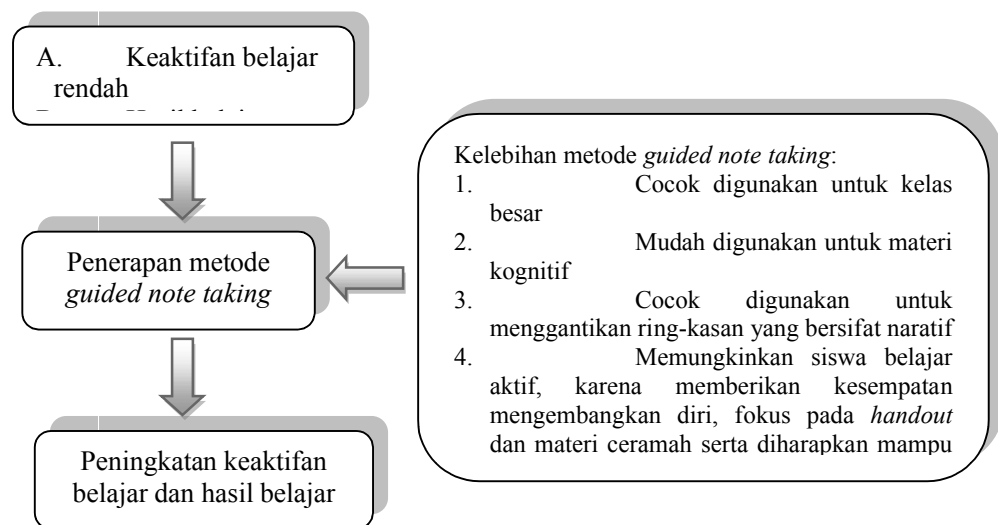 A. Keaktifan belajar
rendah
Kelebihan metode guided note taking:
1. Cocok digunakan untuk kelas
besar
2. Mudah digunakan untuk materi
kognitif
3. Cocok digunakan untuk
menggantikan ring-kasan yang bersifat naratif
4. Memungkinkan siswa belajar
aktif, karena memberikan kesempatan
mengembangkan diri, fokus pada handout
dan materi ceramah serta diharapkan mampu
Penerapan metode
guided note taking
Peningkatan keaktifan
belajar dan hasil belajar